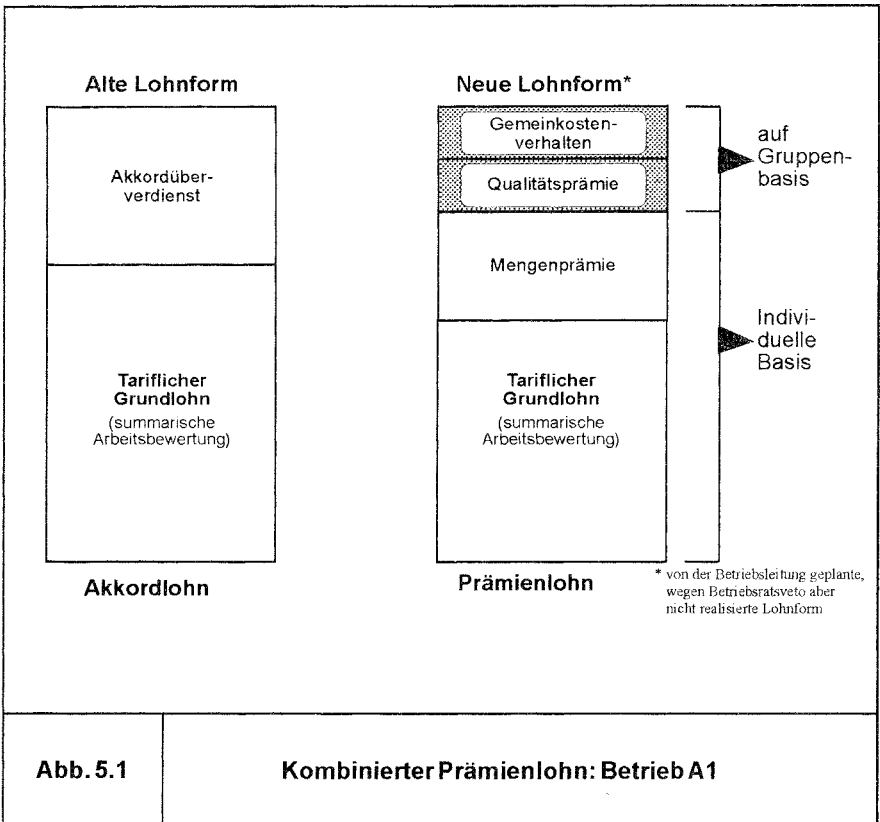 Alte Lohnform
Akkordüber-
verdienst
Tariflicher
Grundlohn
(summarische
Arbeitsbewertung)
Akkordlohn
Neue Lohnform*
Gemeinkosten-
verhalten
Qualitätsprämie
Mengenprämie
Tariflicher
Grundlohn
(summarische
Arbeitsbewertung)
Prämienlohn
auf
Gruppen-
basis
Indivi-
duelle
Basis
* von der Betriebsleitung geplante,
wegen Betriebsratsveto aber
nicht realisierte Lohnform
Abb. 5.1
Kombinierter Prämienlohn: Betrieb A1